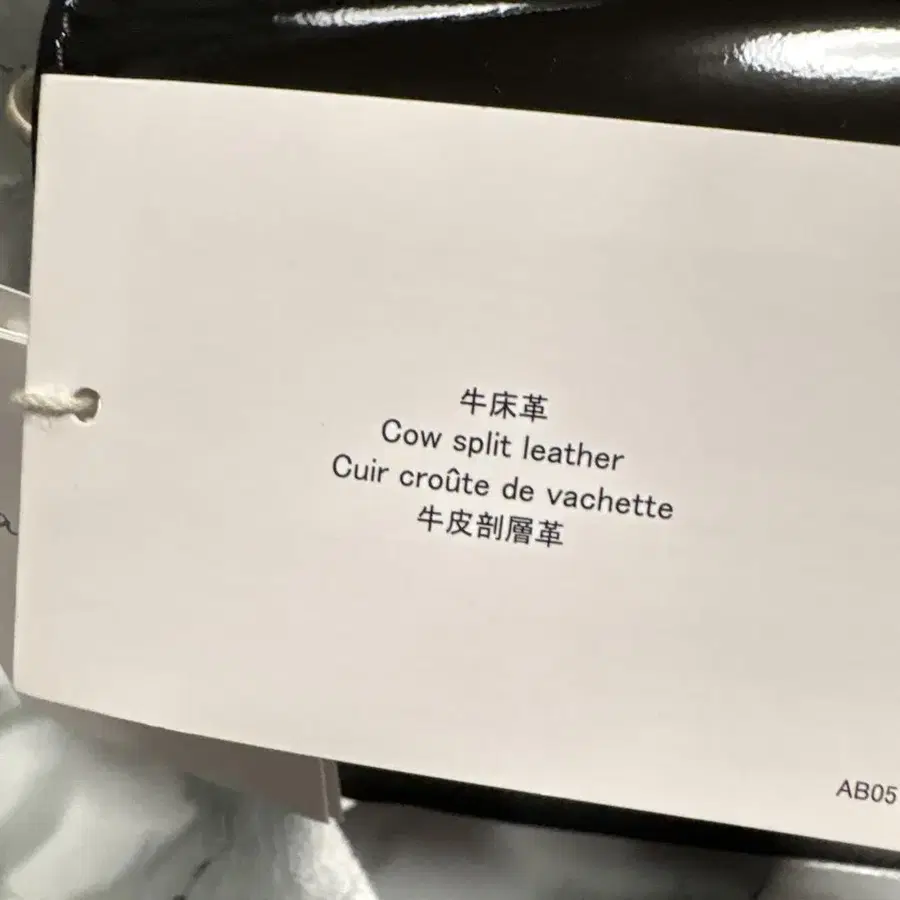 牛床革
Cow split leather
Cuir croûte de vachette
牛皮剖層革
AB05